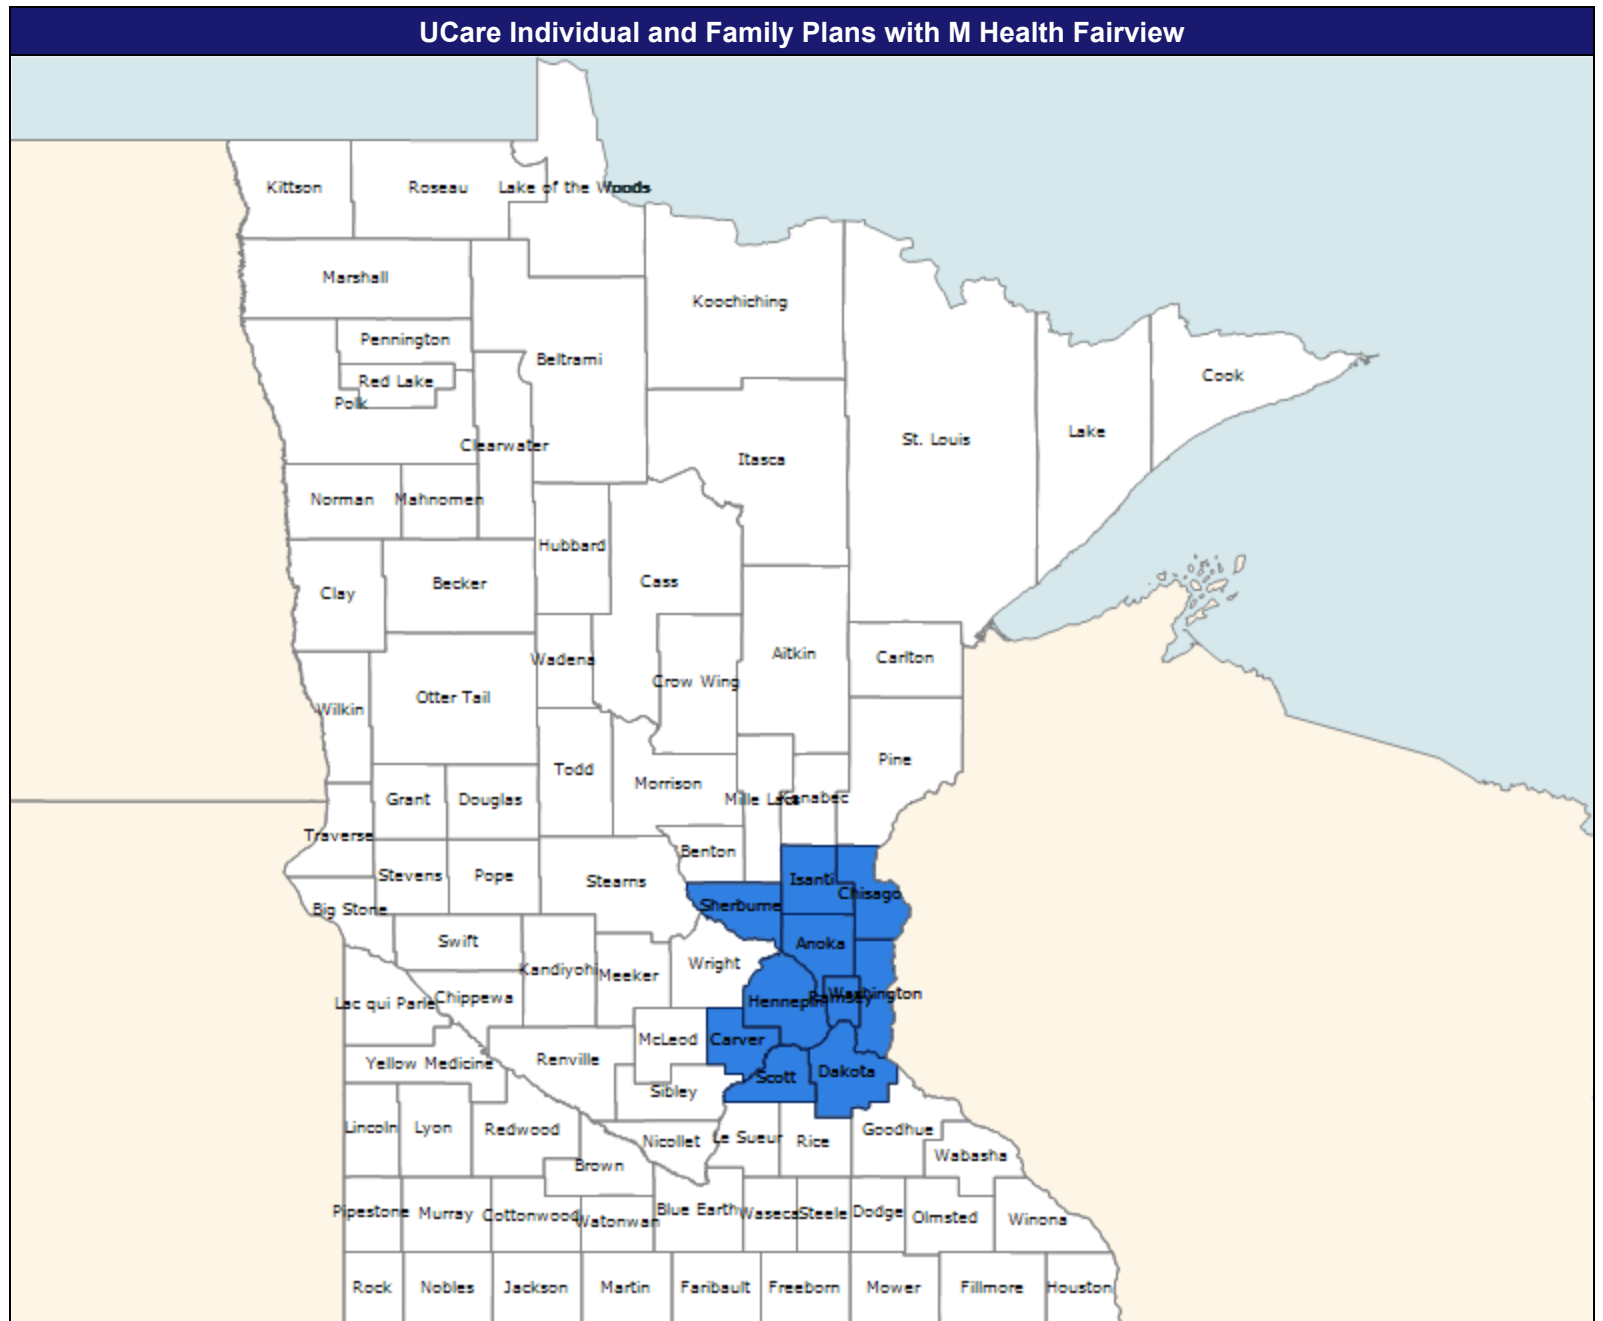 UCare Individual and Family Plans with M Health Fairview
Kittson
Roseau
Lake of the Woods
Marshall
Koochiching
Pennington
Beltrami
Red Lake
Cook
Polk
Lake
St. Louis
Clearwater
Itasca
Norman
Mahnomen
Hubbard
Cass
Becker
Clay
Aitkin
Carlton
Wadena
Crow Wing
Otter Tail
Wilkin
Pine
Todd
Morrison
Grant
Douglas
Mille Lacs
Kanabec
Traverse
Benton
Stevens
Pope
Stearns
Isanti
Chisago
Big Stone
Sherburne
Swift
Anoka
Wright
Kandiyohi
Meeker
Lac qui Parle
Chippewa
Hennepin
Ramsey
Washington
McLeod
Carver
Renville
Yellow Medicine
Scott
Dakota
Sibley
Lincoln
Lyon
Redwood
Nicollet
Le Sueur
Rice
Goodhue
Wabasha
Brown
Pipestone
Murray
Cottonwood
Watonwan
Blue Earth
Waseca
Steele
Dodge
Olmsted
Winona
Rock
Nobles
Jackson
Martin
Faribault
Freeborn
Mower
Fillmore
Houston